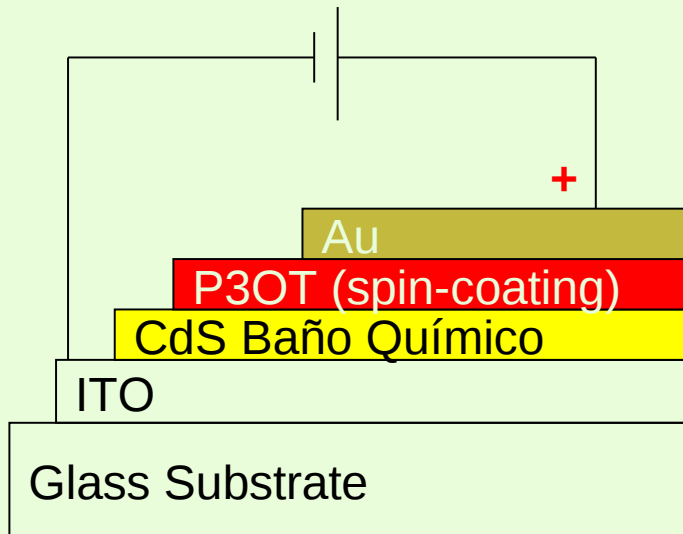 +
Au
P3OT (spin-coating)
CdS Baño Químico
ITO
Glass Substrate